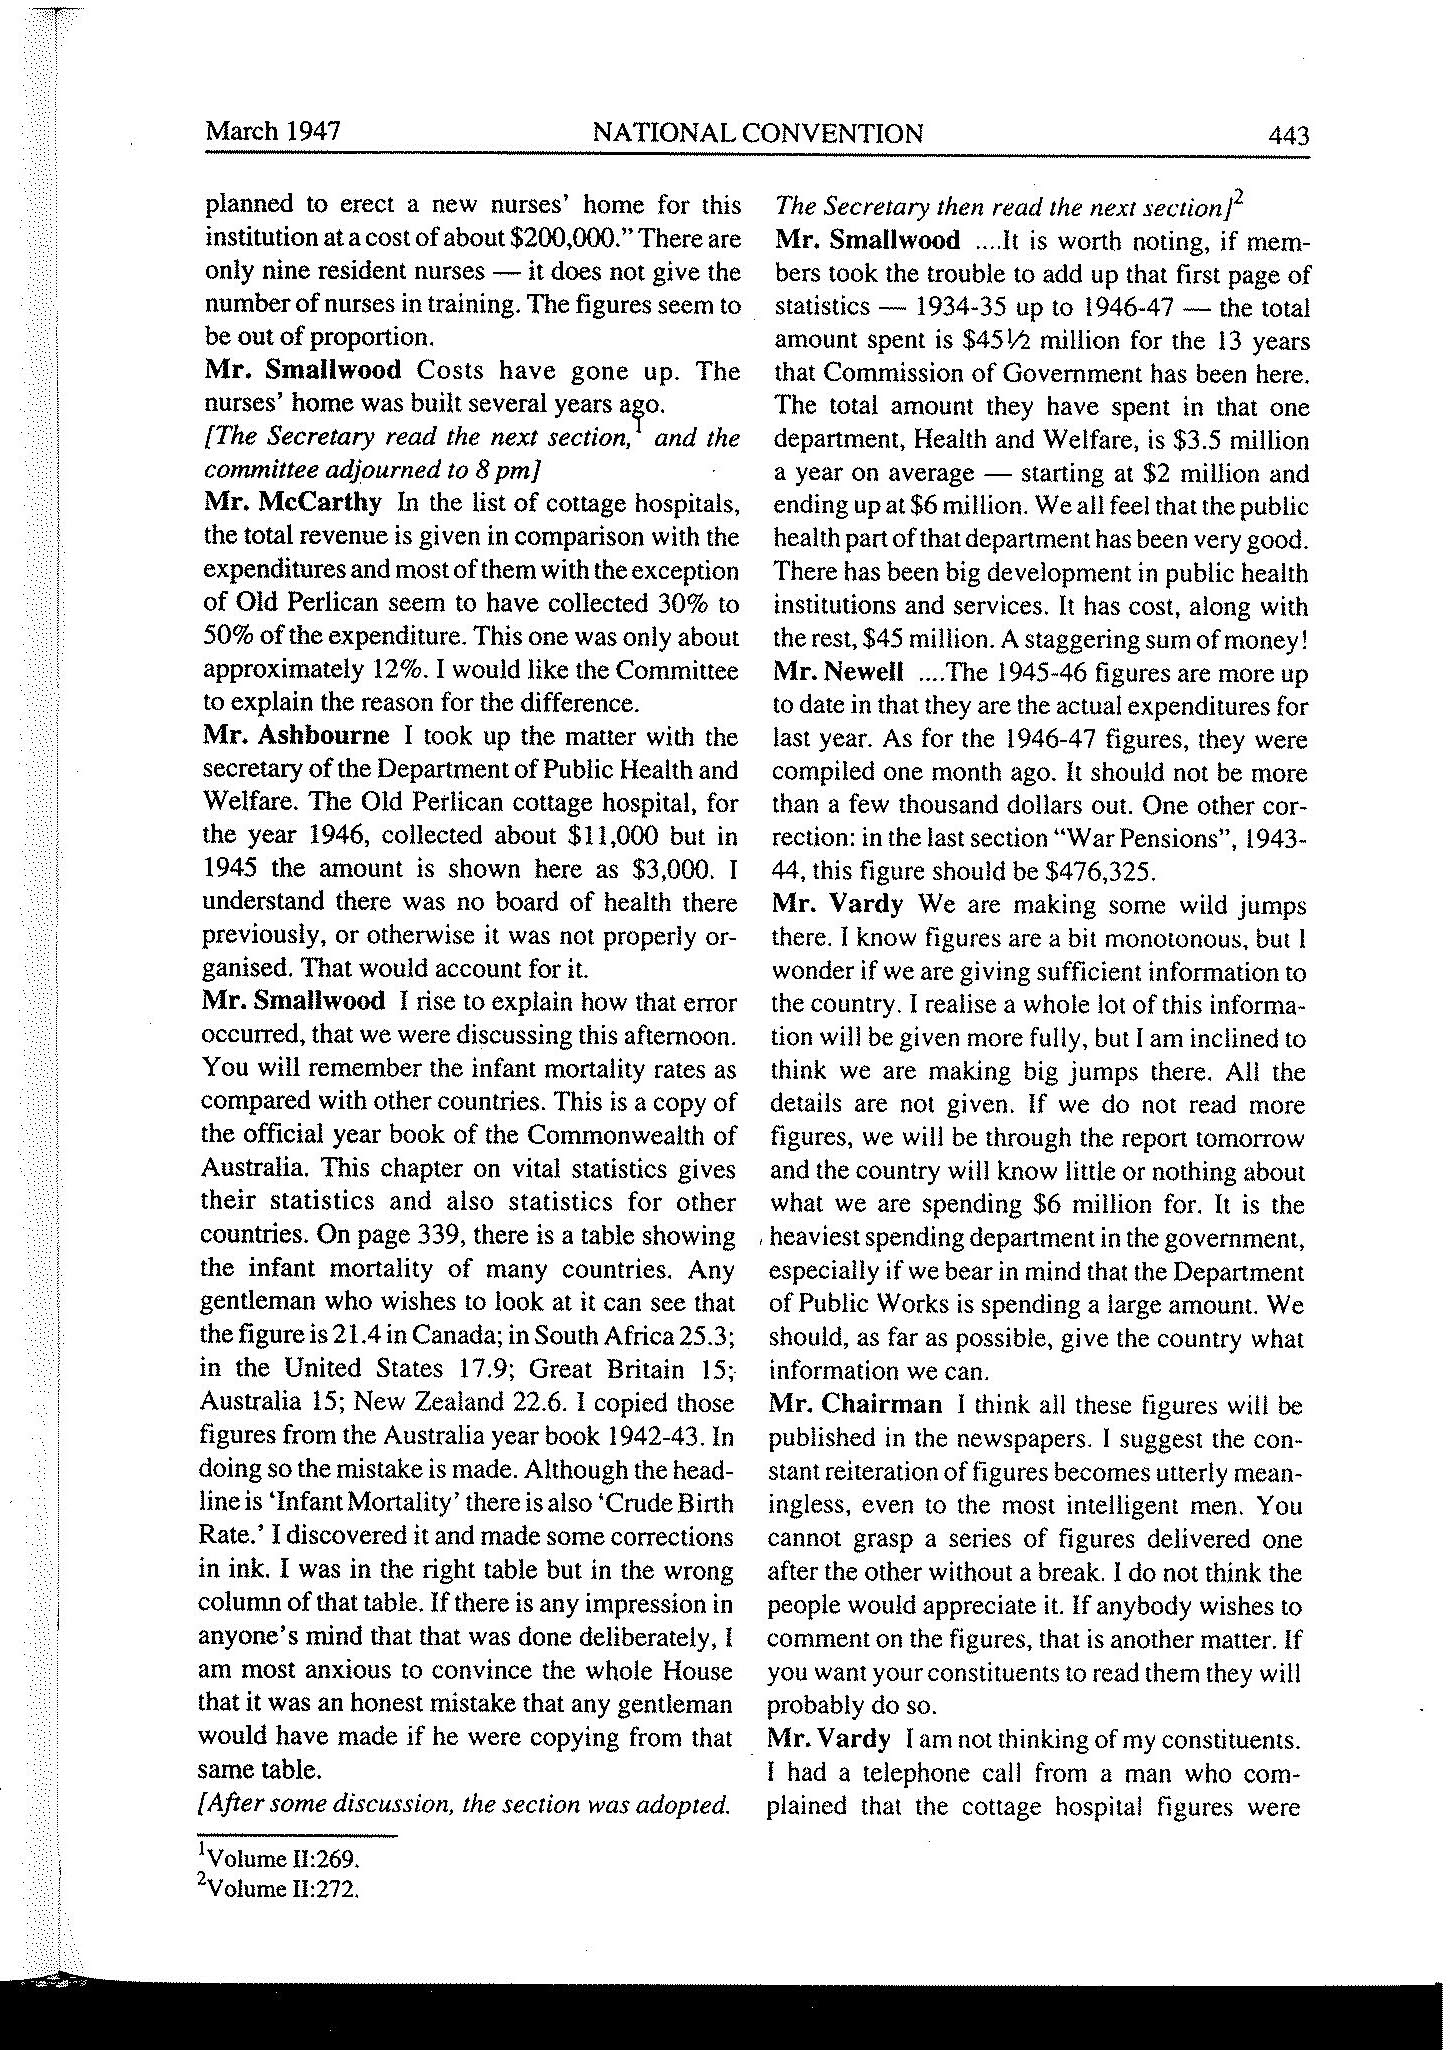 March 1947
NATIONAL CONVENTION
443
planned to erect a new nurses' home for this
institution at a cost of about $200,000." There are
only nine resident nurses — it does not give the
number of nurses in training. The figures seem to
be out of proportion.
Mr. Smallwood Costs have gone up. The
nurses' home was built several years ago.
[The Secretary read the next section,1 and the
committee adjourned to 8 pm]
Mr. McCarthy In the list of cottage hospitals,
the total revenue is given in comparison with the
expenditures and most of them with the exception
of Old Perlican seem to have collected 30% to
50% of the expenditure. This one was only about
approximately 12%. I would like the Committee
to explain the reason for the difference.
Mr. Ashbourne I took up the matter with the
secretary of the Department of Public Health and
Welfare. The Old Perlican cottage hospital, for
the year 1946, collected about $11,000 but in
1945 the amount is shown here as $3,000. I
understand there was no board of health there
previously, or otherwise it was not properly or-
ganised. That would account for it.
Mr. Smallwood I rise to explain how that error
occurred, that we were discussing this afternoon.
You will remember the infant mortality rates as
compared with other countries. This is a copy of
the official year book of the Commonwealth of
Australia. This chapter on vital statistics gives
their statistics and also statistics for other
countries. On page 339, there is a table showing
the infant mortality of many countries. Any
gentleman who wishes to look at it can see that
the figure is 21.4 in Canada; in South Africa 25.3;
in the United States 17.9; Great Britain 15;
Australia 15; New Zealand 22.6. I copied those
figures from the Australia year book 1942-43. In
doing so the mistake is made. Although the head-
line is 'Infant Mortality' there is also 'Crude Birth
Rate.' I discovered it and made some corrections
in ink. I was in the right table but in the wrong
column of that table. If there is any impression in
anyone's mind that that was done deliberately, I
am most anxious to convince the whole House
that it was an honest mistake that any gentleman
would have made if he were copying from that
same table.
[After some discussion, the section was adopted.
The Secretary then read the next section]2
Mr. Smallwood ....It is worth noting, if mem-
bers took the trouble to add up that first page of
statistics — 1934-35 up to 1946-47 — the total
amount spent is $45½ million for the 13 years
that Commission of Government has been here.
The total amount they have spent in that one
department, Health and Welfare, is $3.5 million
a year on average — starting at $2 million and
ending up at $6 million. We all feel that the public
health part of that department has been very good.
There has been big development in public health
institutions and services. It has cost, along with
the rest, $45 million. A staggering sum of money!
Mr. Newell ....The 1945-46 figures are more up
to date in that they are the actual expenditures for
last year. As for the 1946-47 figures, they were
compiled one month ago. It should not be more
than a few thousand dollars out. One other cor-
rection: in the last section "War Pensions", 1943-
44, this figure should be $476,325.
Mr. Vardy We are making some wild jumps
there. I know figures are a bit monotonous, but I
wonder if we are giving sufficient information to
the country. I realise a whole lot of this informa-
tion will be given more fully, but I am inclined to
think we are making big jumps there. All the
details are not given. If we do not read more
figures, we will be through the report tomorrow
and the country will know little or nothing about
what we are spending $6 million for. It is the
heaviest spending department in the government,
especially if we bear in mind that the Department
of Public Works is spending a large amount. We
should, as far as possible, give the country what
information we can.
Mr. Chairman I think all these figures will be
published in the newspapers. I suggest the con-
stant reiteration of figures becomes utterly mean-
ingless, even to the most intelligent men. You
cannot grasp a series of figures delivered one
after the other without a break. I do not think the
people would appreciate it. If anybody wishes to
comment on the figures, that is another matter. If
you want your constituents to read them they will
probably do so.
Mr. Vardy I am not thinking of my constituents.
I had a telephone call from a man who com-
plained that the cottage hospital figures were
1Volume II:269.
2Volume II:272.